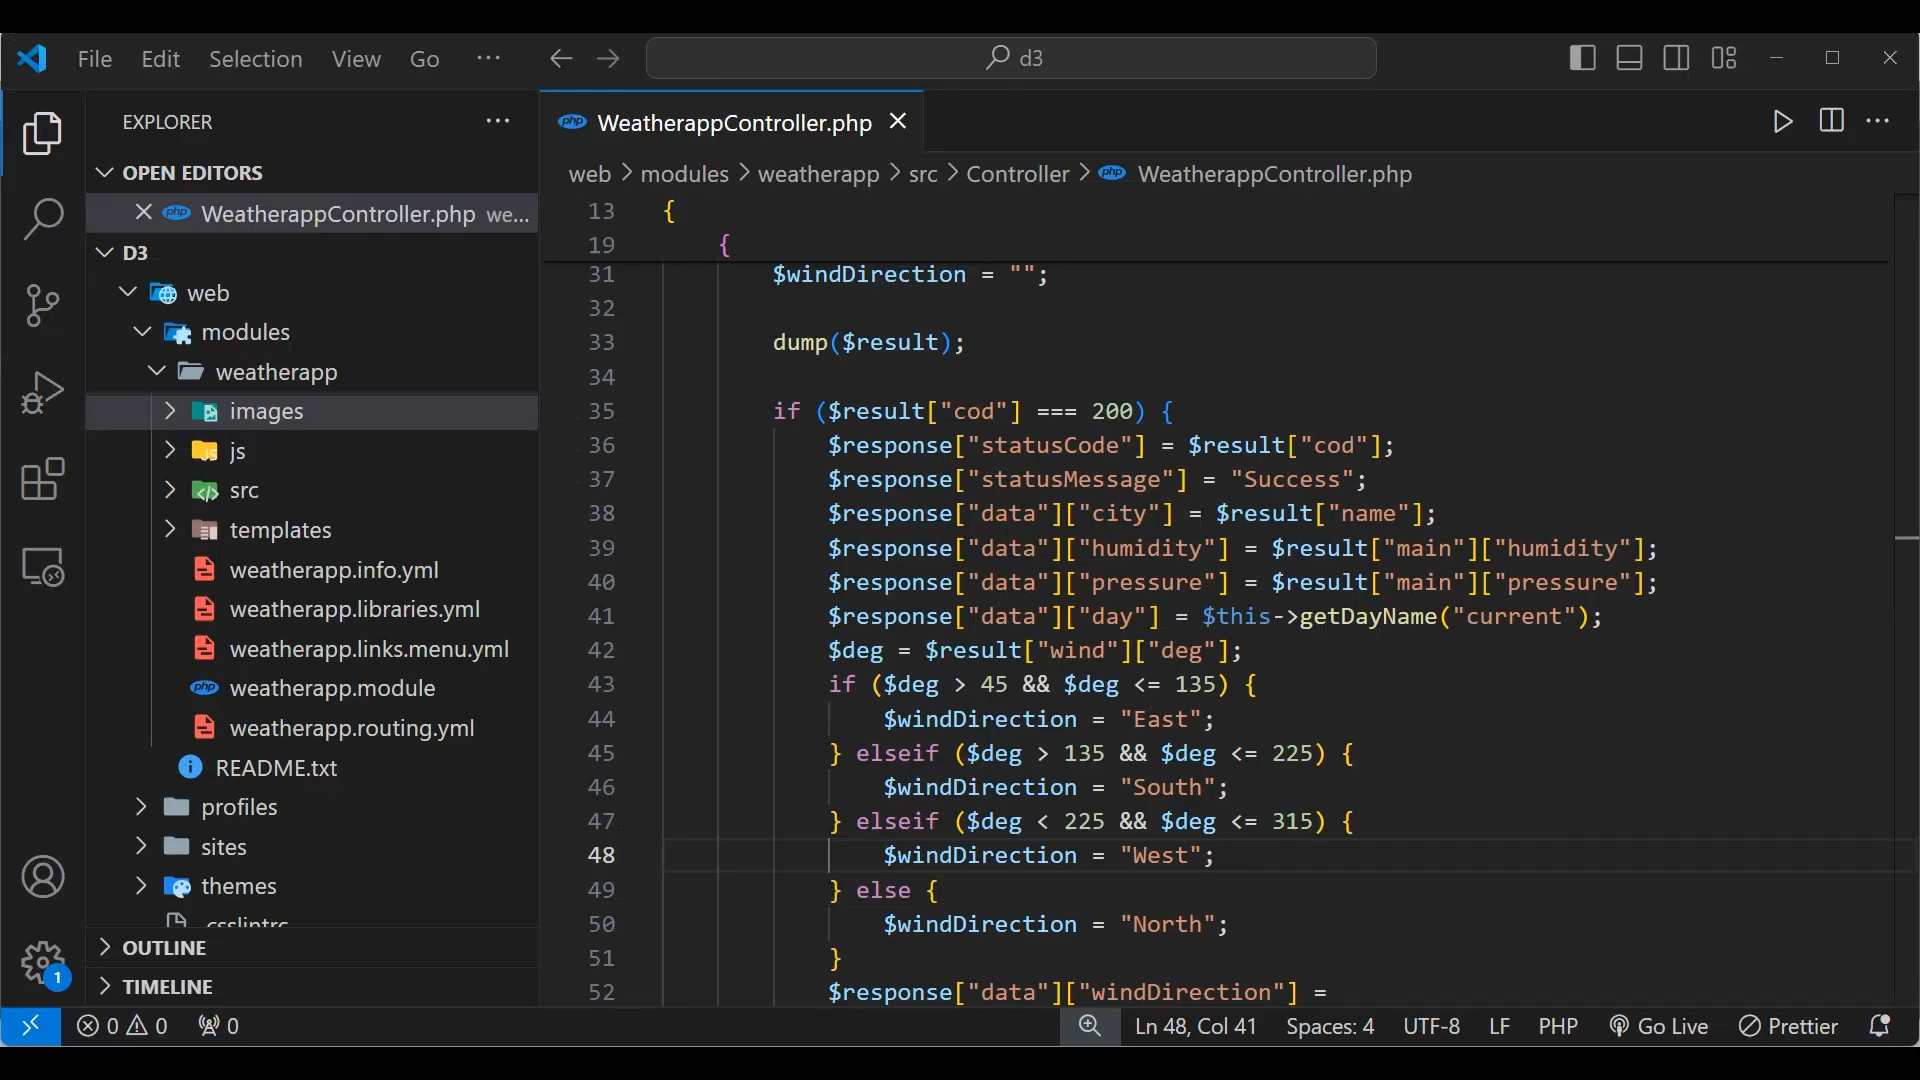 File Edit Selection View Go ··· d3
EXPLORER ···
OPEN EDITORS
WeatherappController.php we...
D3
web
modules
weatherapp
images
js
src
templates
weatherapp.info.yml
weatherapp.libraries.yml
weatherapp.links.menu.yml
weatherapp.module
weatherapp.routing.yml
README.txt
profiles
sites
themes
.csslintrc
OUTLINE
TIMELINE
1
WeatherappController.php
web > modules > weatherapp > src > Controller > WeatherappController.php
13 {
19 {
31 $windDirection = "";
32
33 dump($result);
34
35 if ($result["cod"] === 200) {
36 $response["statusCode"] = $result["cod"];
37 $response["statusMessage"] = "Success";
38 $response["data"]["city"] = $result["name"];
39 $response["data"]["humidity"] = $result["main"]["humidity"];
40 $response["data"]["pressure"] = $result["main"]["pressure"];
41 $response["data"]["day"] = $this->getDayName("current");
42 $deg = $result["wind"]["deg"];
43 if ($deg > 45 && $deg <= 135) {
44 $windDirection = "East";
45 } elseif ($deg > 135 && $deg <= 225) {
46 $windDirection = "South";
47 } elseif ($deg < 225 && $deg <= 315) {
48 $windDirection = "West";
49 } else {
50 $windDirection = "North";
51 }
52 $response["data"]["windDirection"] =
0 0 0 Ln 48, Col 41 Spaces: 4 UTF-8 LF PHP Go Live Prettier